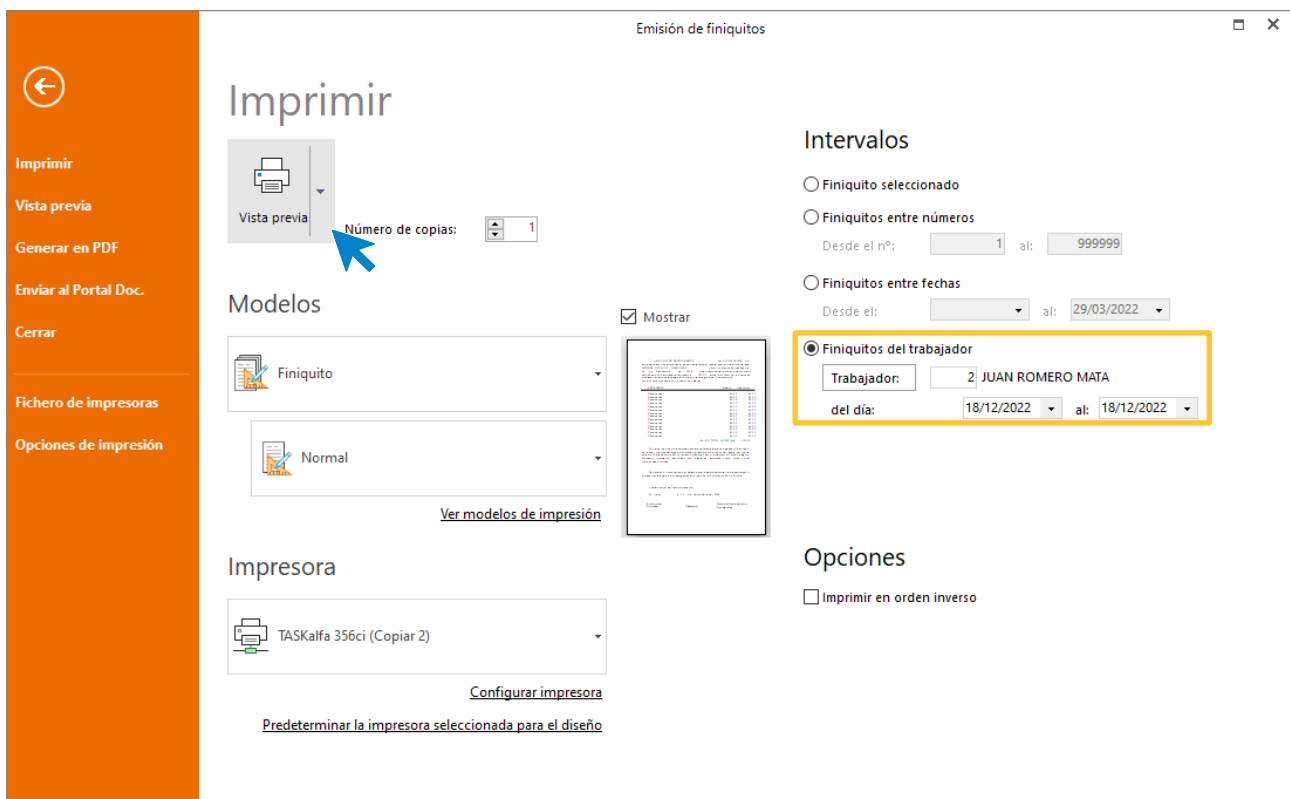 Emisión de finiquitos
Imprimir
Vista previa
Generar en PDF
Enviar al Portal Doc.
Cerrar
Fichero de impresoras
Opciones de impresión
Imprimir
Vista previa
Número de copias: 1
Modelos
Mostrar
Finiquito
Normal
Ver modelos de impresión
Impresora
TASKalfa 356ci (Copiar 2)
Configurar impresora
Predeterminar la impresora seleccionada para el diseño
Intervalos
Finiquito seleccionado
Finiquitos entre números
Desde el nº: 1 al: 999999
Finiquitos entre fechas
Desde el: al: 29/03/2022
Finiquitos del trabajador
Trabajador: 2 JUAN ROMERO MATA
del día: 18/12/2022 al: 18/12/2022
Opciones
Imprimir en orden inverso